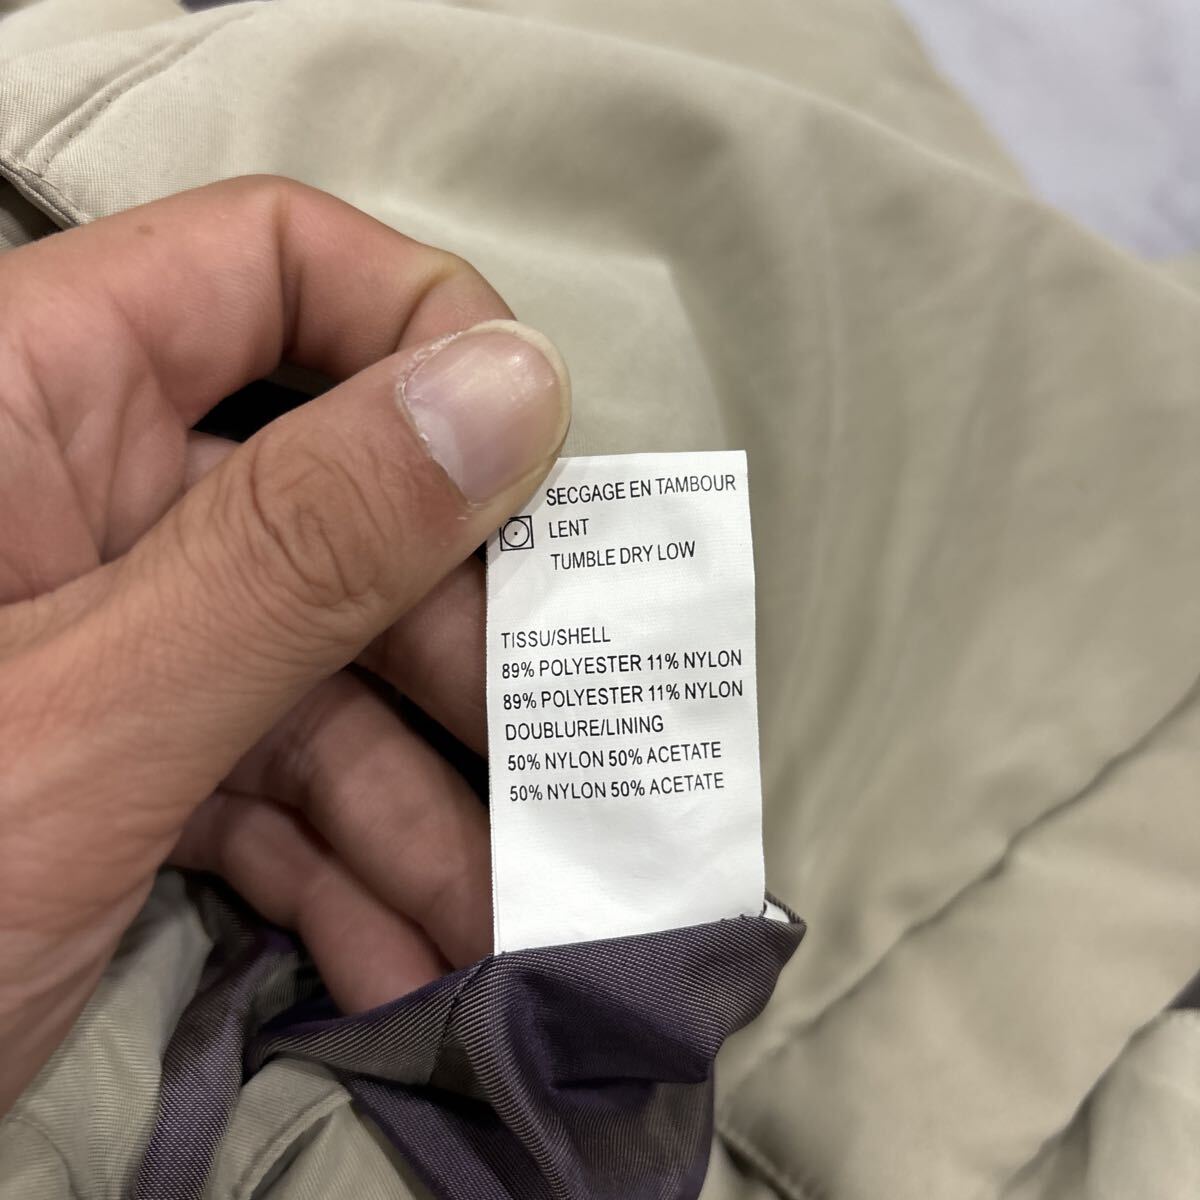 SECGAGE EN TAMBOUR
LENT
TUMBLE DRY LOW
TISSU/SHELL
89% POLYESTER 11% NYLON
89% POLYESTER 11% NYLON
DOUBLURE/LINING
50% NYLON 50% ACETATE
50% NYLON 50% ACETATE